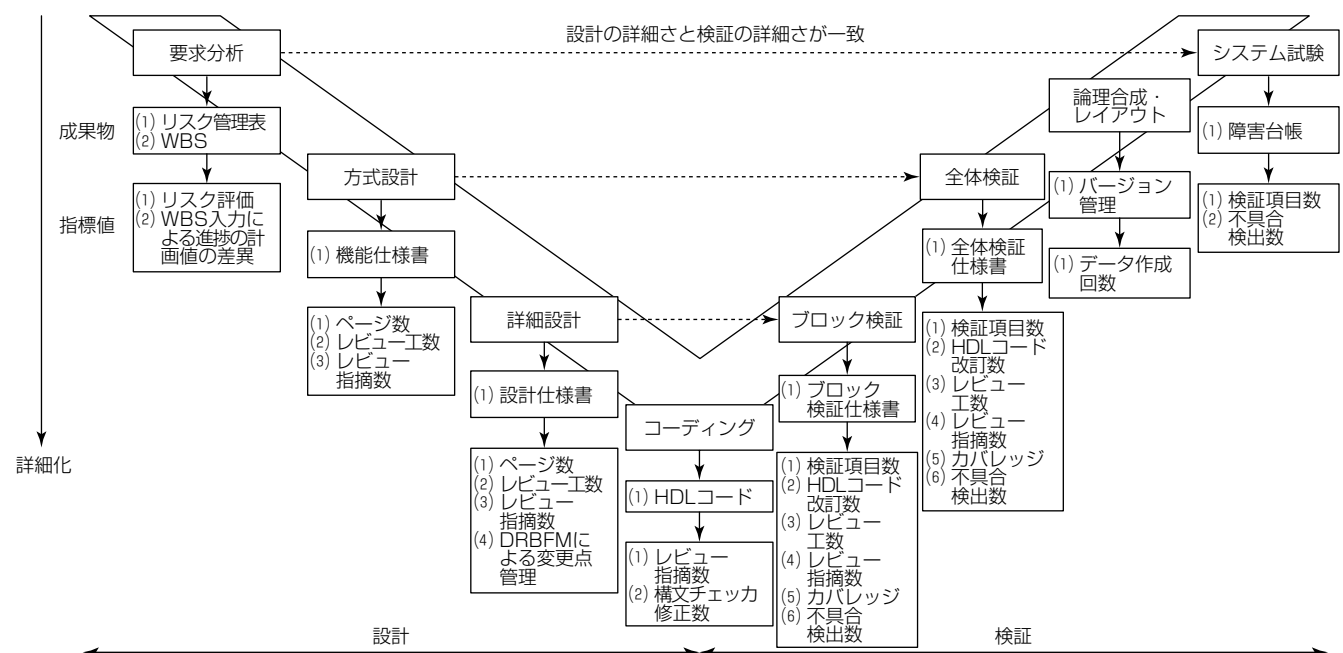 設計の詳細さと検証の詳細さが一致
要求分析
成果物
(1) リスク管理表
(2) WBS
指標値
(1) リスク評価
(2) WBS入力に
よる進捗の計
画値の差異
方式設計
(1) 機能仕様書
(1) ページ数
(2) レビュー工数
(3) レビュー
指摘数
詳細設計
(1) 設計仕様書
(1) ページ数
(2) レビュー工数
(3) レビュー
指摘数
(4) DRBFMに
よる変更点
管理
コーディング
(1) HDLコード
(1) レビュー
指摘数
(2) 構文チェッカ
修正数
ブロック検証
(1) ブロック
検証仕様書
(1) 検証項目数
(2) HDLコード
改訂数
(3) レビュー
工数
(4) レビュー
指摘数
(5) カバレッジ
(6) 不具合
検出数
全体検証
(1) 全体検証
仕様書
(1) 検証項目数
(2) HDLコード
改訂数
(3) レビュー
工数
(4) レビュー
指摘数
(5) カバレッジ
(6) 不具合
検出数
論理合成・
レイアウト
(1) バージョン
管理
(1) データ作成
回数
システム試験
(1) 障害台帳
(1) 検証項目数
(2) 不具合
検出数
詳細化
設計
検証